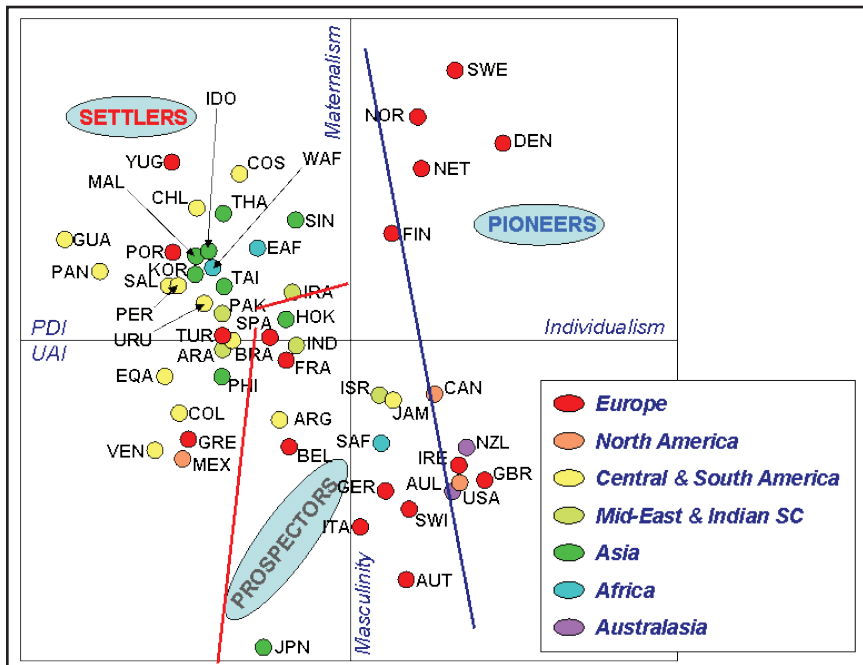 Maternalism
SWE
IDO
SETTLERS
NOR
DEN
YUG
COS
WAF
NET
MAL
CHL
THA
SIN
PIONEERS
GUA
POR
EAF
FIN
PAN
KOR
SAL
TAI
IRA
PER
PAK
SPA
HOK
PDI
URU
TUR
IND
Individualism
UAI
ARA
BRA
FRA
EQA
PHI
ISR
CAN
JAM
COL
ARG
GRE
VEN
MEX
BEL
SAF
NZL
IRE
GBR
GER
AUL
USA
SWI
ITA
PROSPECTORS
AUT
Masculinity
JPN
Europe
North America
Central & South America
Mid-East & Indian SC
Asia
Africa
Australasia